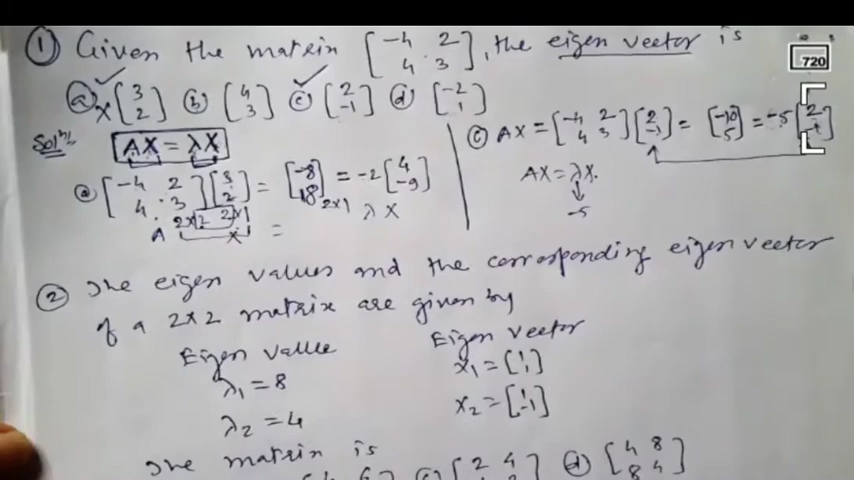 ① Given the matrix [-4 2 4 3], the eigen vector is
ⓐ [3 2] ⓑ [4 3] ⓒ [2 -1] ⓓ [-2 1]
720
Solⁿ: AX = λX
ⓒ AX = [-4 2 4 3] [2 -1] = [-10 5] = -5 [2 -1]
AX = λX.
-5
ⓐ [-4 2 4 3] [3 2] = [-8 18] = -2 [4 -9]
2×2 2×1 2×1 λ X
A X =
② The eigen values and the corresponding eigen vector
of a 2×2 matrix are given by
Eigen value Eigen vector
λ₁ = 8 x₁ = [1 1]
λ₂ = 4 x₂ = [1 -1]
The matrix is
ⓒ [2 4 ⓓ [4 8 8 4]